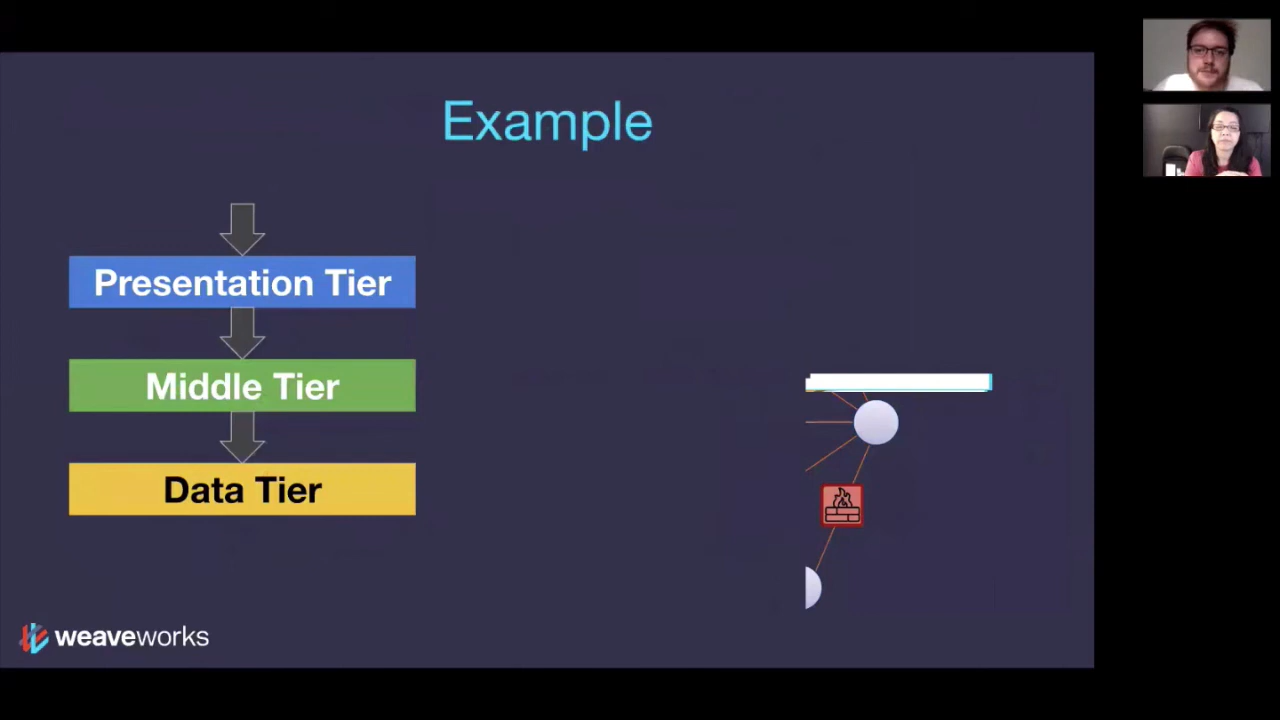 Example
Presentation Tier
Middle Tier
Data Tier
weaveworks